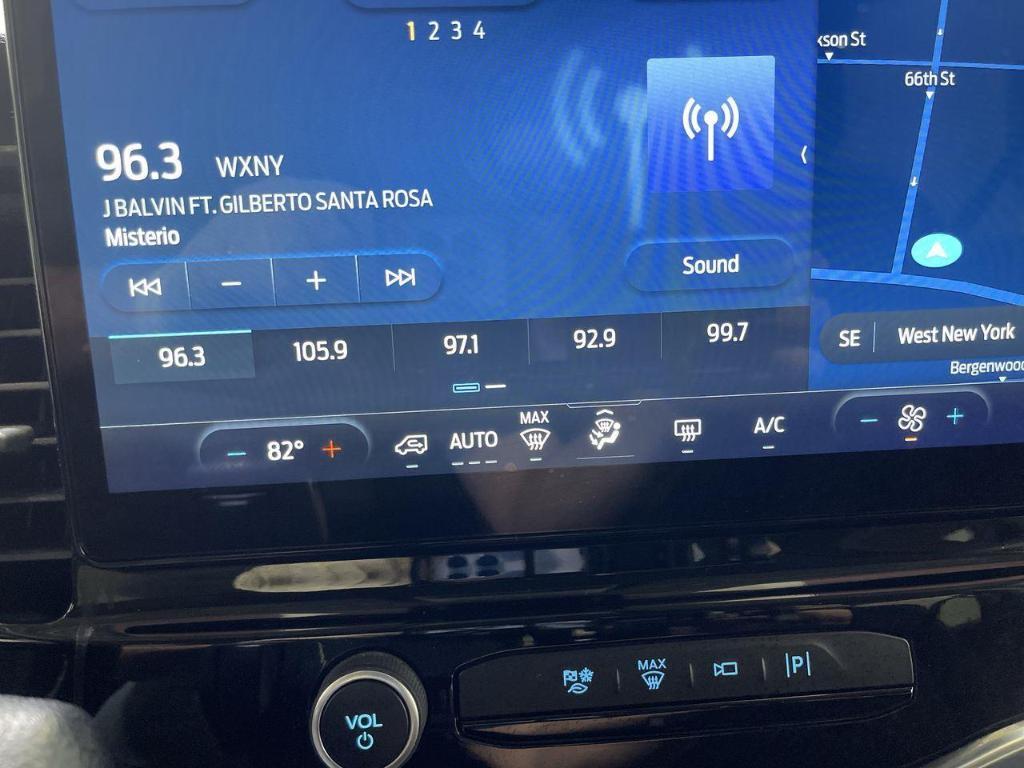 1 2 3 4
kson St
66th St
96.3 WXNY
J BALVIN FT. GILBERTO SANTA ROSA
Misterio
Sound
96.3 105.9 97.1 92.9 99.7
SE West New York
Bergenwood
82° AUTO MAX A/C
VOL
MAX
P